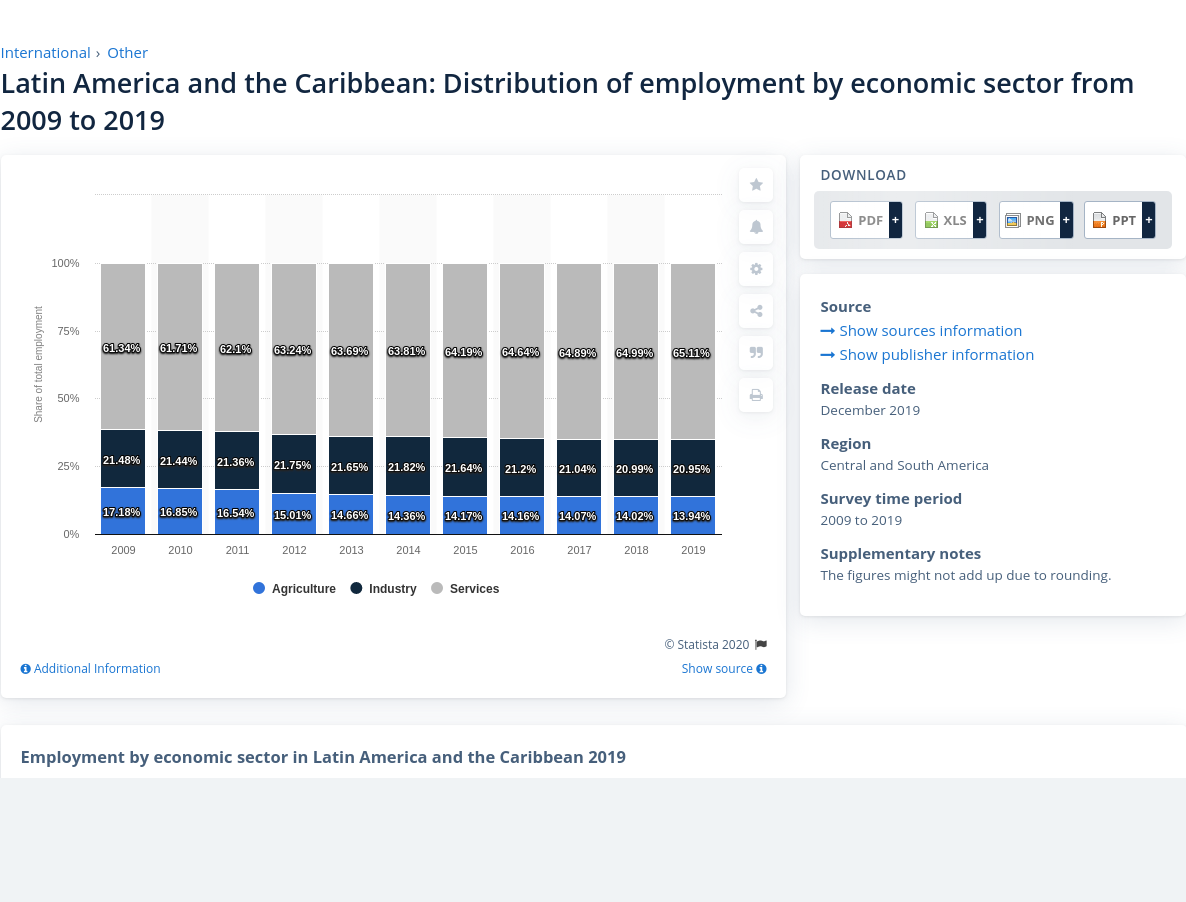 International › Other
Latin America and the Caribbean: Distribution of employment by economic sector from
2009 to 2019
100%
75%
50%
25%
0%
Share of total employment
61.34% 61.71% 62.1% 63.24% 63.69% 63.81% 64.19% 64.64% 64.89% 64.99% 65.11%
21.48% 21.44% 21.36% 21.75% 21.65% 21.82% 21.64% 21.2% 21.04% 20.99% 20.95%
17.18% 16.85% 16.54% 15.01% 14.66% 14.36% 14.17% 14.16% 14.07% 14.02% 13.94%
2009 2010 2011 2012 2013 2014 2015 2016 2017 2018 2019
Agriculture Industry Services
© Statista 2020
Additional Information
Show source
DOWNLOAD
PDF + XLS + PNG + PPT +
Source
Show sources information
Show publisher information
Release date
December 2019
Region
Central and South America
Survey time period
2009 to 2019
Supplementary notes
The figures might not add up due to rounding.
Employment by economic sector in Latin America and the Caribbean 2019